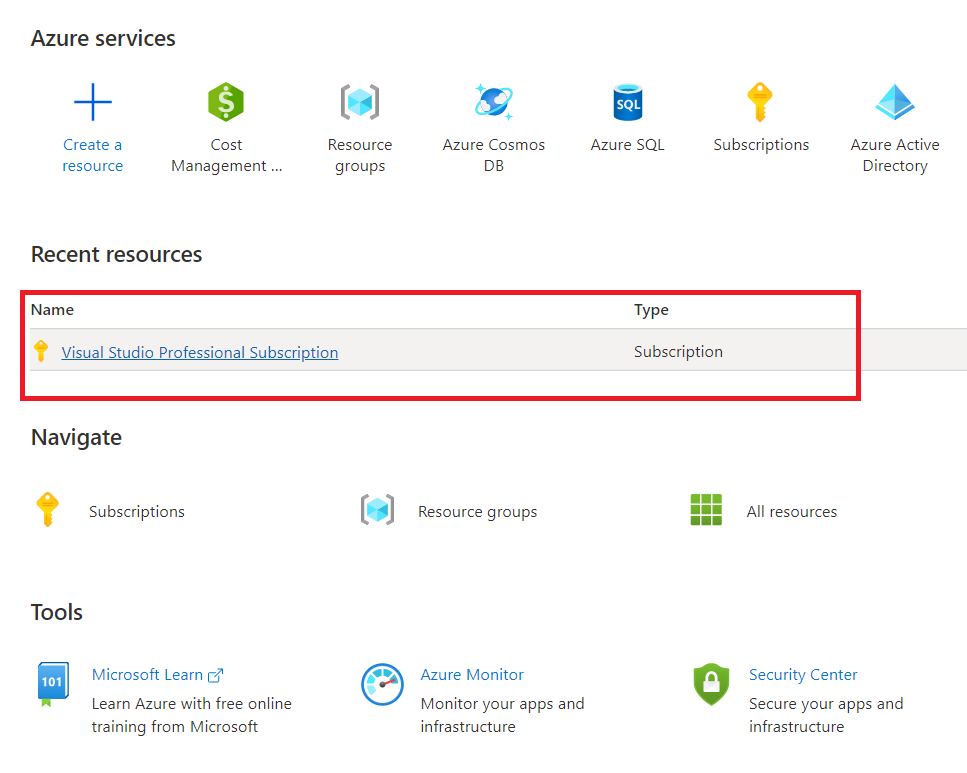 Azure services
Create a
resource
Cost
Management ...
Resource
groups
Azure Cosmos
DB
SQL
Azure SQL
Subscriptions
Azure Active
Directory
Recent resources
Name Type
Visual Studio Professional Subscription Subscription
Navigate
Subscriptions Resource groups All resources
Tools
101
Microsoft Learn
Learn Azure with free online
training from Microsoft
Azure Monitor
Monitor your apps and
infrastructure
Security Center
Secure your apps and
infrastructure